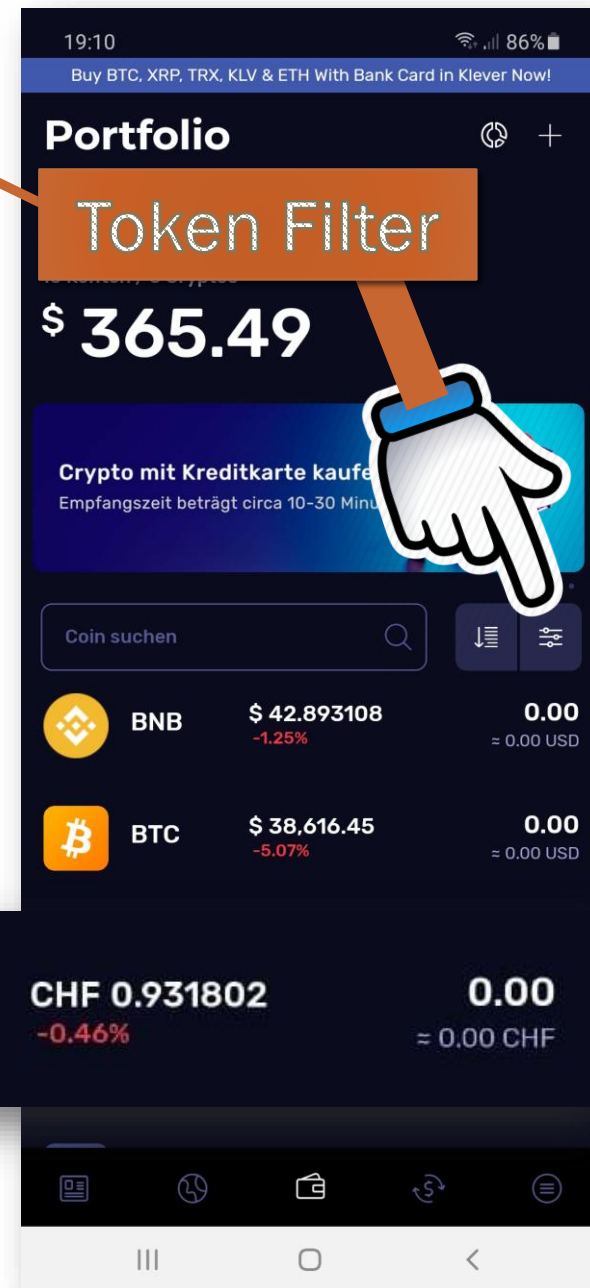 19:10
86%
Buy BTC, XRP, TRX, KLV & ETH With Bank Card in Klever Now!
Portfolio
Token Filter
$ 365.49
Crypto mit Kreditkarte kaufe
Empfangszeit beträgt circa 10-30 Minu
Coin suchen
BNB $ 42.893108 0.00
-1.25% ≈ 0.00 USD
BTC $ 38,616.45 0.00
-5.07% ≈ 0.00 USD
CHF 0.931802 0.00
-0.46% ≈ 0.00 CHF